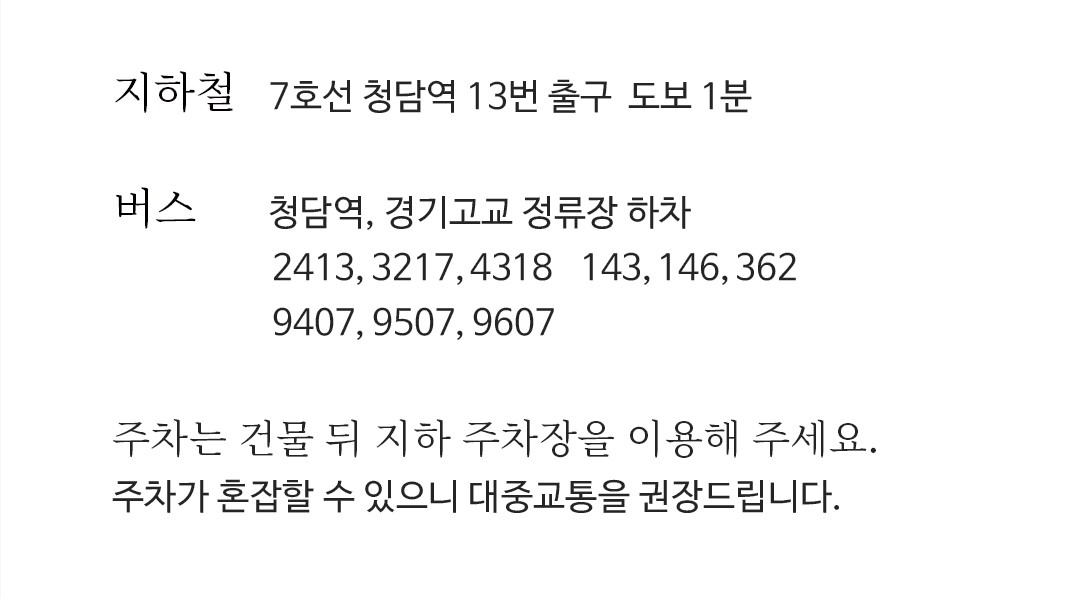 지하철 7호선 청담역 13번 출구 도보 1분
버스 청담역, 경기고교 정류장 하차
2413, 3217, 4318 143, 146, 362
9407, 9507, 9607
주차는 건물 뒤 지하 주차장을 이용해 주세요.
주차가 혼잡할 수 있으니 대중교통을 권장드립니다.